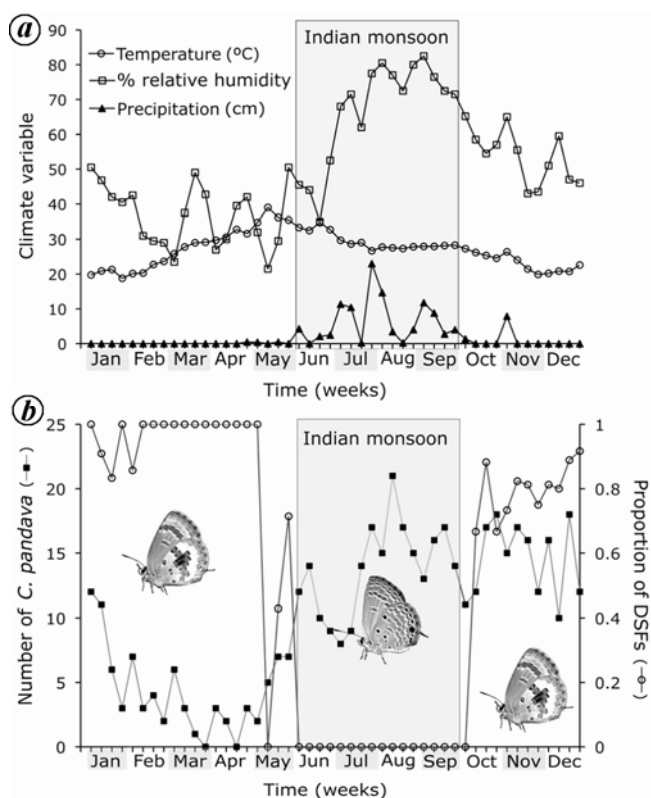 a
Indian monsoon
Temperature (ºC)
% relative humidity
Precipitation (cm)
Climate variable
90
80
70
60
50
40
30
20
10
0
Jan Feb Mar Apr May Jun Jul Aug Sep Oct Nov Dec
Time (weeks)
b
Indian monsoon
Number of C. pandava
25
20
15
10
5
0
Proportion of DSFs
1
0.8
0.6
0.4
0.2
0
Jan Feb Mar Apr May Jun Jul Aug Sep Oct Nov Dec
Time (weeks)